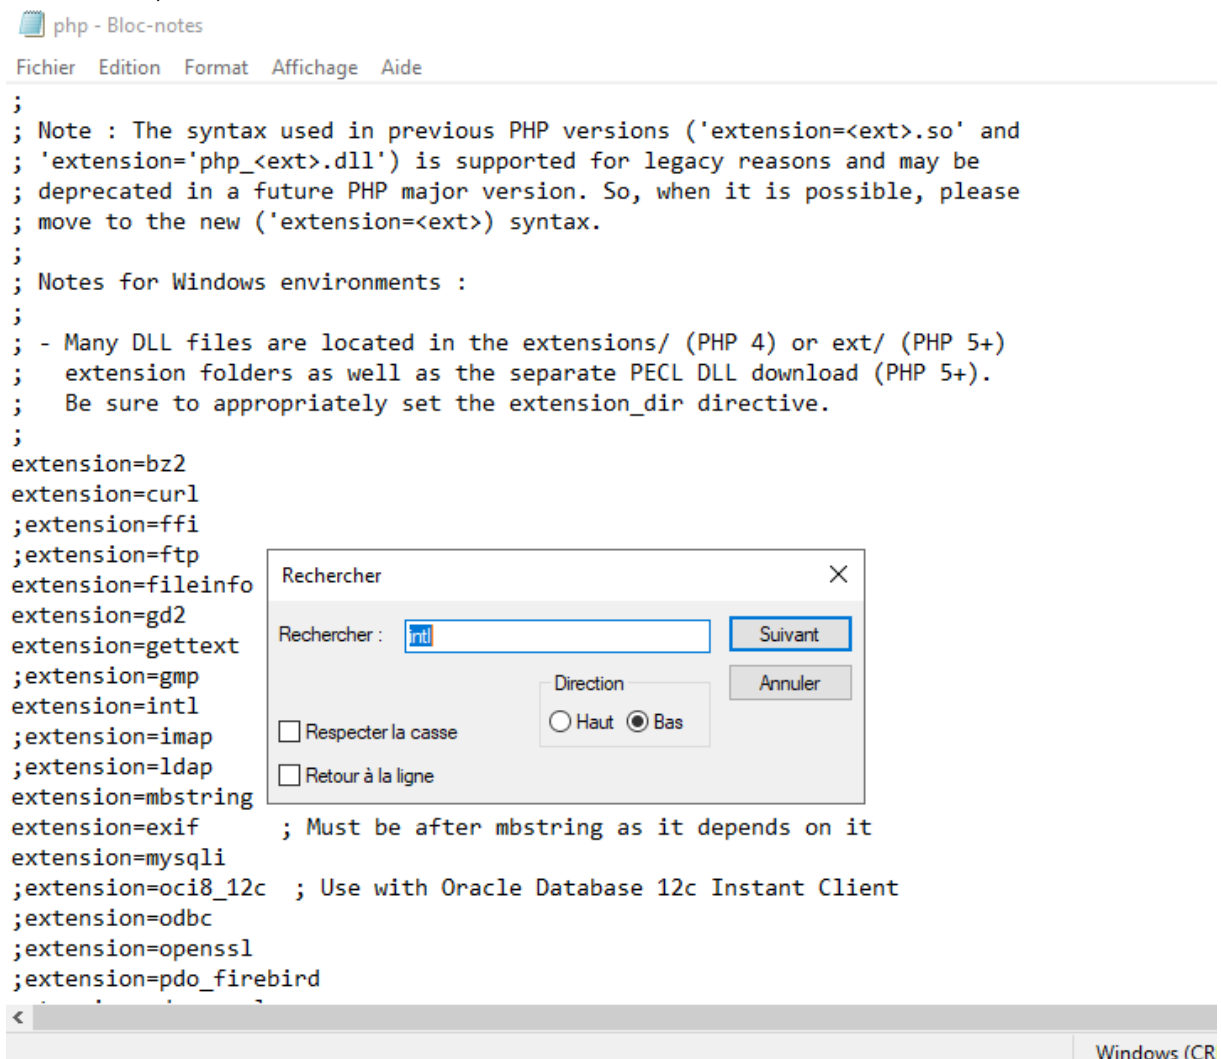 php - Bloc-notes
Fichier Edition Format Affichage Aide
;
; Note : The syntax used in previous PHP versions ('extension=<ext>.so' and
; 'extension='php_<ext>.dll') is supported for legacy reasons and may be
; deprecated in a future PHP major version. So, when it is possible, please
; move to the new ('extension=<ext>) syntax.
;
; Notes for Windows environments :
;
; - Many DLL files are located in the extensions/ (PHP 4) or ext/ (PHP 5+)
;   extension folders as well as the separate PECL DLL download (PHP 5+).
;   Be sure to appropriately set the extension_dir directive.
;
extension=bz2
extension=curl
;extension=ffi
;extension=ftp
extension=fileinfo
extension=gd2
extension=gettext
;extension=gmp
extension=intl
;extension=imap
;extension=ldap
extension=mbstring
extension=exif      ; Must be after mbstring as it depends on it
extension=mysqli
;extension=oci8_12c  ; Use with Oracle Database 12c Instant Client
;extension=odbc
;extension=openssl
;extension=pdo_firebird
Rechercher
Rechercher : intl
Suivant
Direction
Annuler
Haut Bas
Respecter la casse
Retour à la ligne
Windows (CR